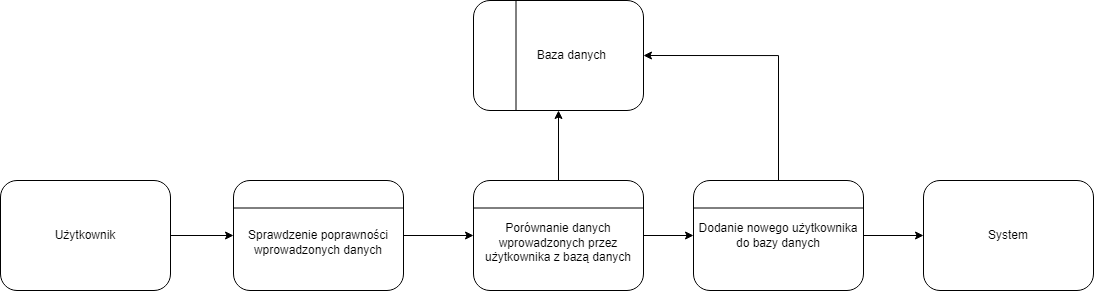 Baza danych
Użytkownik
Sprawdzenie poprawności
wprowadzonych danych
Porównanie danych
wprowadzonych przez
użytkownika z bazą danych
Dodanie nowego użytkownika
do bazy danych
System